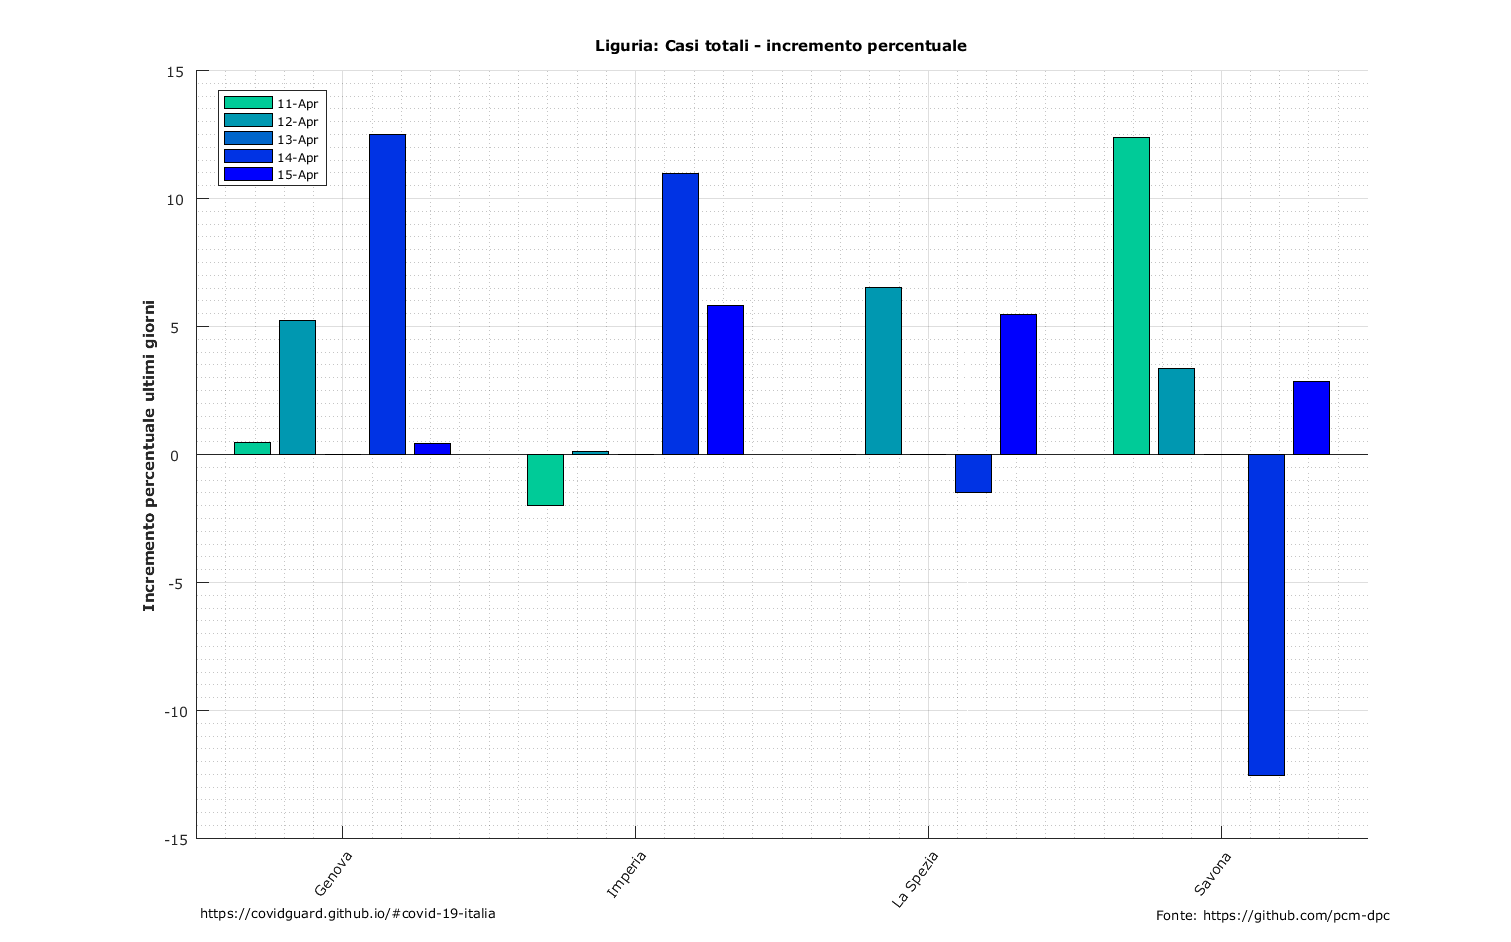 Liguria: Casi totali - incremento percentuale
15
10
5
0
-5
-10
-15
Incremento percentuale ultimi giorni
11-Apr
12-Apr
13-Apr
14-Apr
15-Apr
Genova
Imperia
La Spezia
Savona
https://covidguard.github.io/#covid-19-italia
Fonte: https://github.com/pcm-dpc